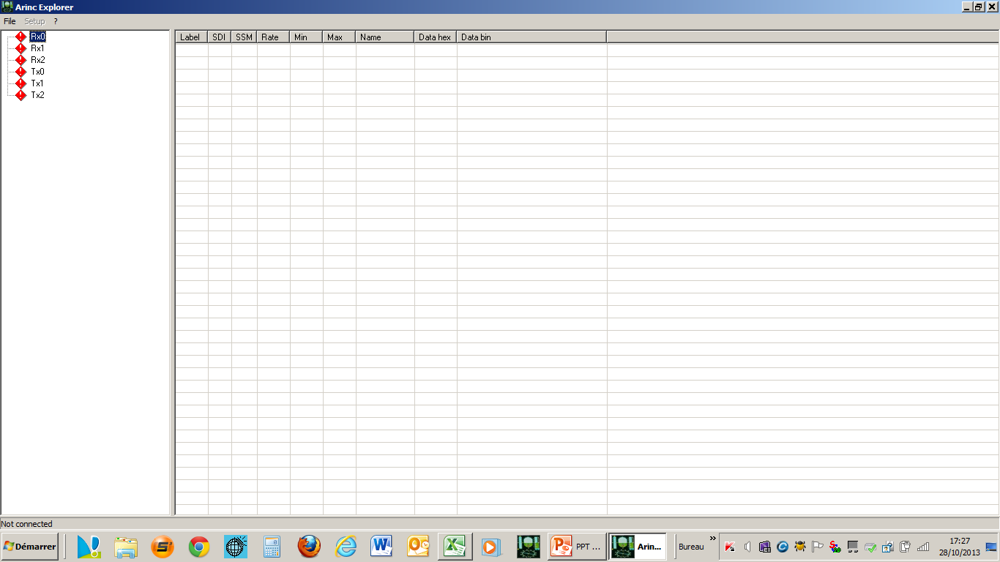 Arinc Explorer
File Setup ?
Rx0
Rx1
Rx2
Tx0
Tx1
Tx2
Label SDI SSM Rate Min Max Name Data hex Data bin
Not connected
Démarrer PPT ... Arin... Bureau » 17:27
28/10/2013